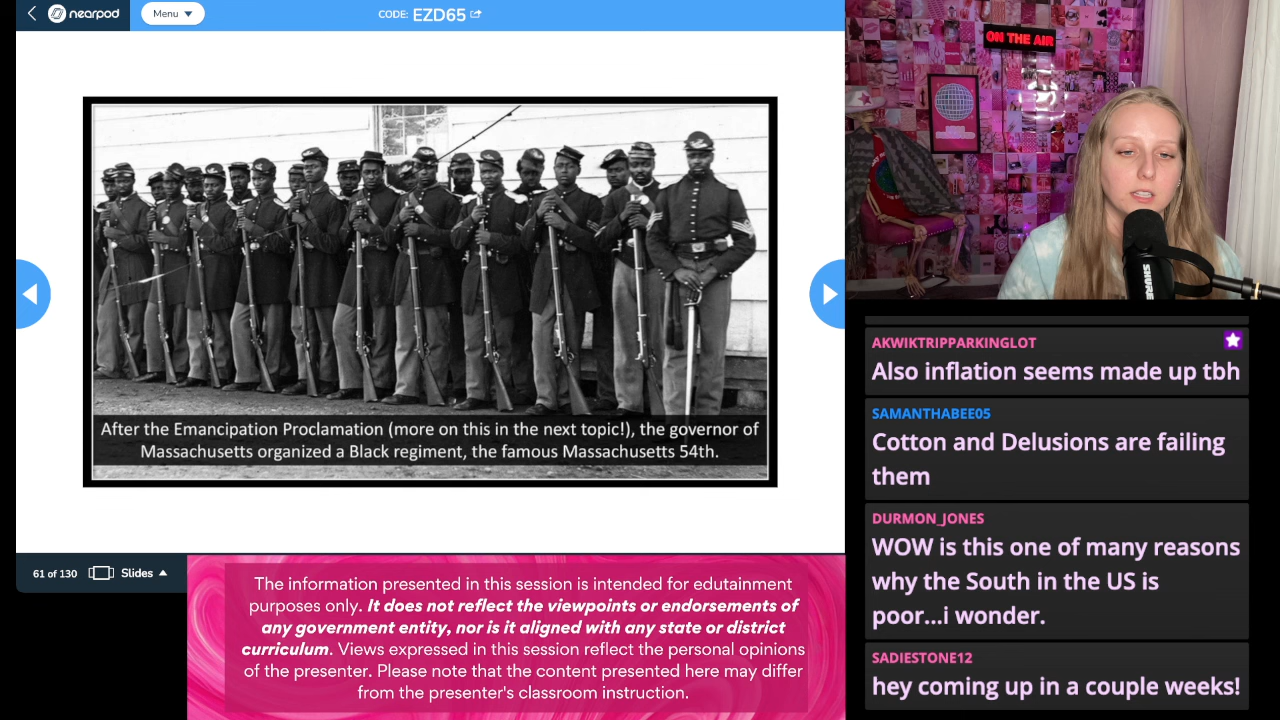 nearpod
Menu
CODE: EZD65
ON THE AIR
After the Emancipation Proclamation (more on this in the next topic!), the governor of
Massachusetts organized a Black regiment, the famous Massachusetts 54th.
61 of 130
Slides
The information presented in this session is intended for edutainment
purposes only. It does not reflect the viewpoints or endorsements of
any government entity, nor is it aligned with any state or district
curriculum. Views expressed in this session reflect the personal opinions
of the presenter. Please note that the content presented here may differ
from the presenter's classroom instruction.
SHURE
AKWIKTRIPPARKINGLOT
Also inflation seems made up tbh
SAMANTHABEE05
Cotton and Delusions are failing
them
DURMON_JONES
WOW is this one of many reasons
why the South in the US is
poor...i wonder.
SADIESTONE12
hey coming up in a couple weeks!